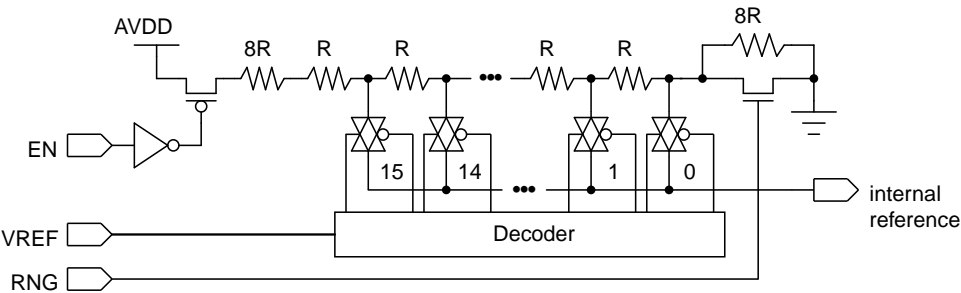 AVDD
8R
R
R
R
R
8R
EN
15
14
1
0
internal
reference
VREF
Decoder
RNG